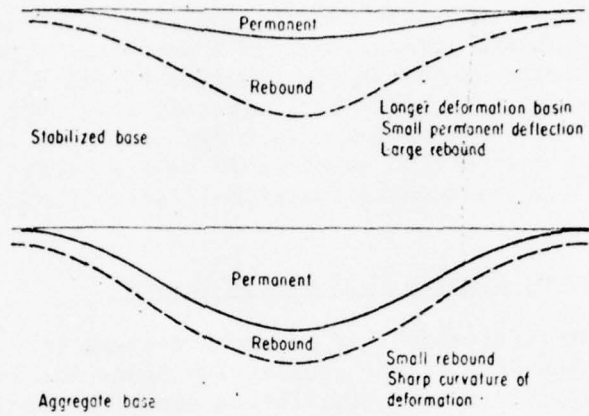 Permanent
Rebound
Stabilized base
Longer deformation basin
Small permanent deflection
Large rebound
Permanent
Rebound
Aggregate base
Small rebound
Sharp curvature of
deformation